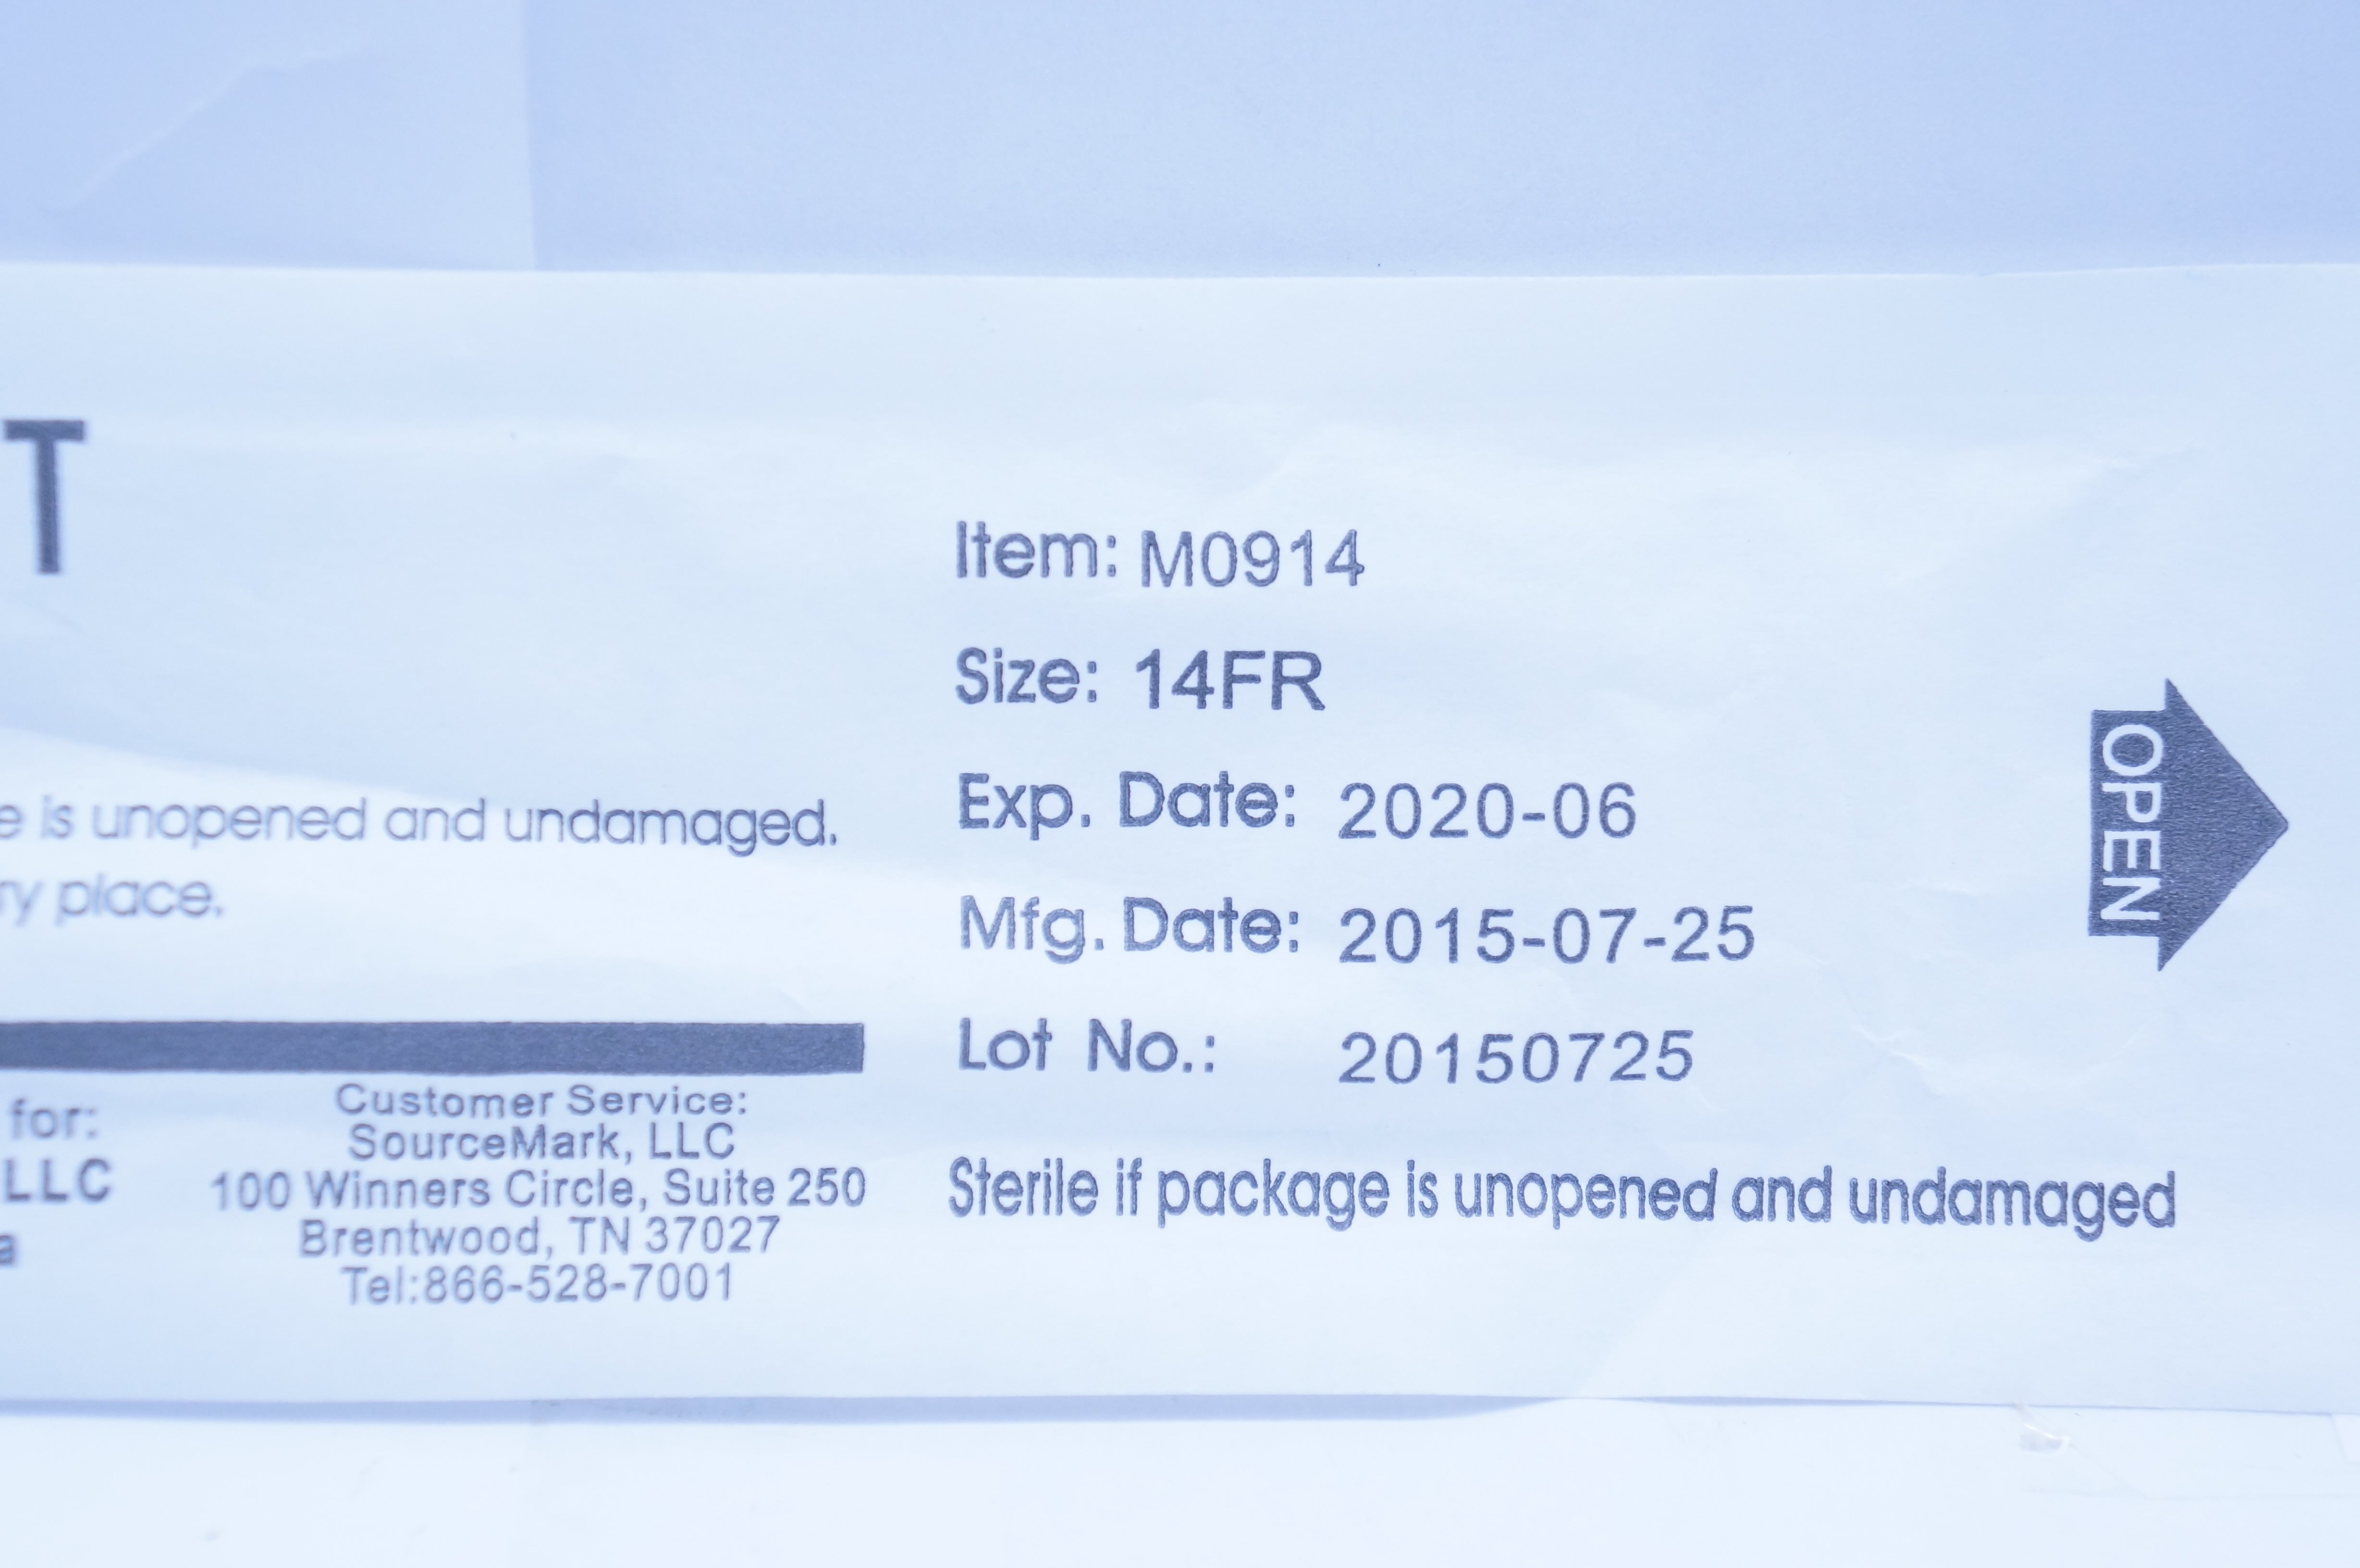 T
Item: M0914
Size: 14FR
Exp. Date: 2020-06
Mfg. Date: 2015-07-25
Lot No.: 20150725
Sterile if package is unopened and undamaged
OPEN
e is unopened and undamaged.
ry place.
for:
LLC
a
Customer Service:
SourceMark, LLC
100 Winners Circle, Suite 250
Brentwood, TN 37027
Tel:866-528-7001